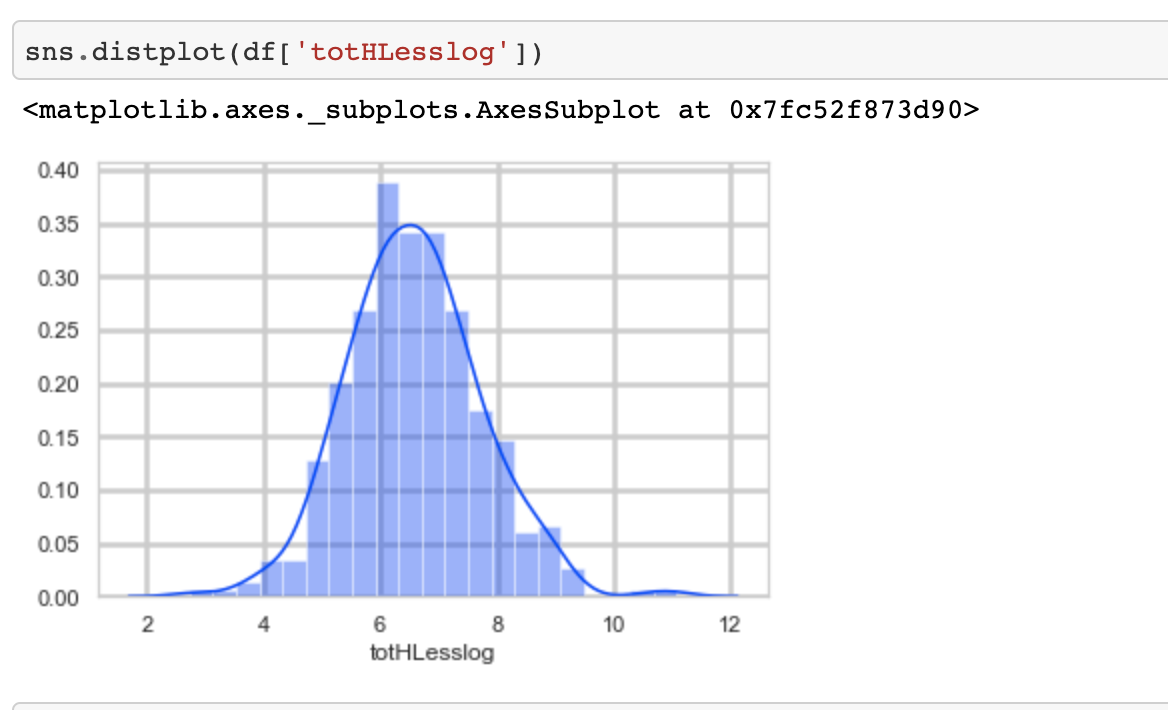 sns.distplot(df['totHLesslog'])
<matplotlib.axes._subplots.AxesSubplot at 0x7fc52f873d90>
0.40
0.35
0.30
0.25
0.20
0.15
0.10
0.05
0.00
2 4 6 8 10 12
totHLesslog